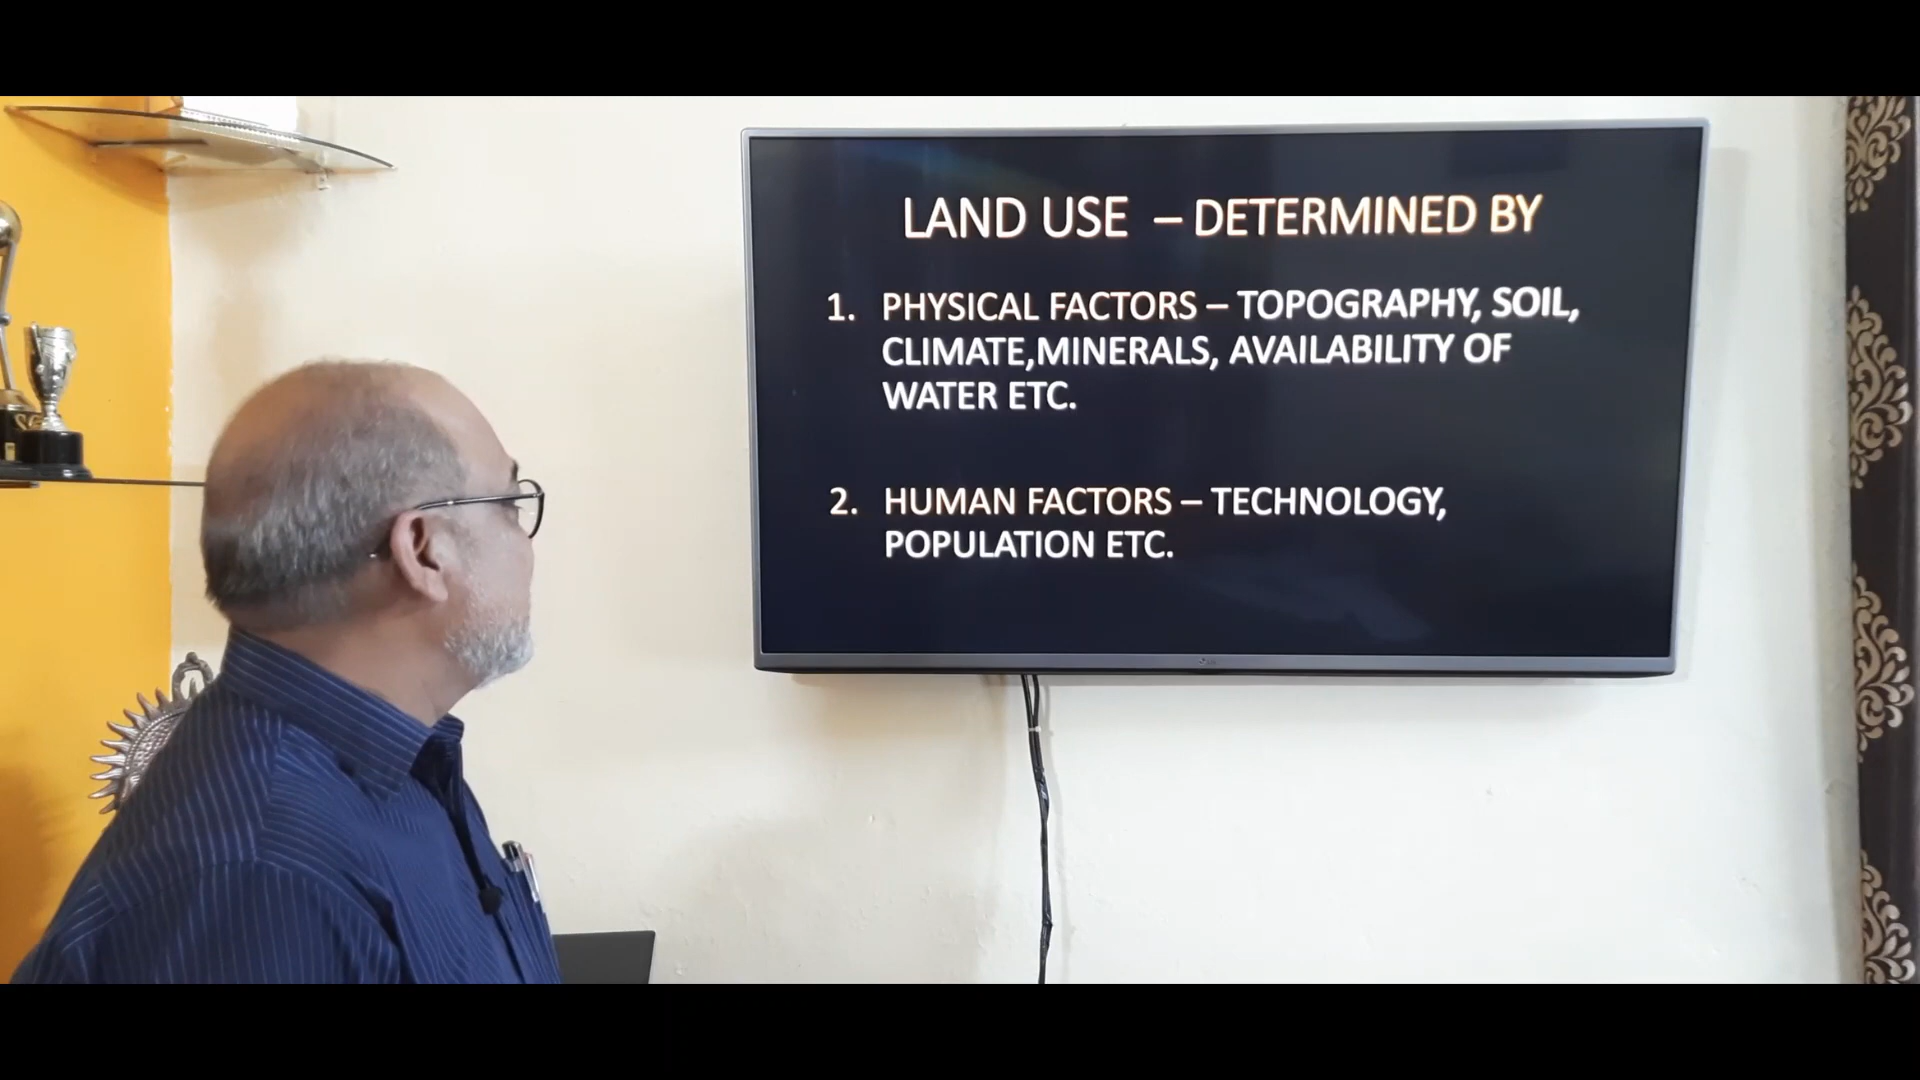 LAND USE – DETERMINED BY
1. PHYSICAL FACTORS – TOPOGRAPHY, SOIL,
CLIMATE,MINERALS, AVAILABILITY OF
WATER ETC.
2. HUMAN FACTORS – TECHNOLOGY,
POPULATION ETC.